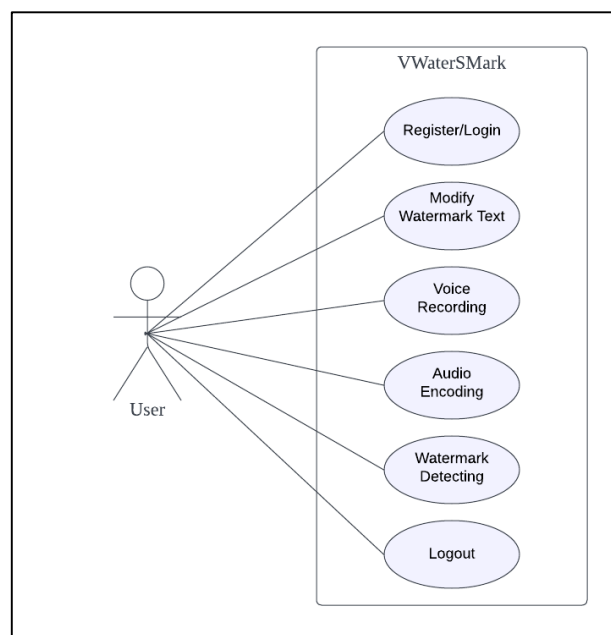 VWaterSMark
Register/Login
Modify
Watermark Text
Voice
Recording
Audio
Encoding
User
Watermark
Detecting
Logout